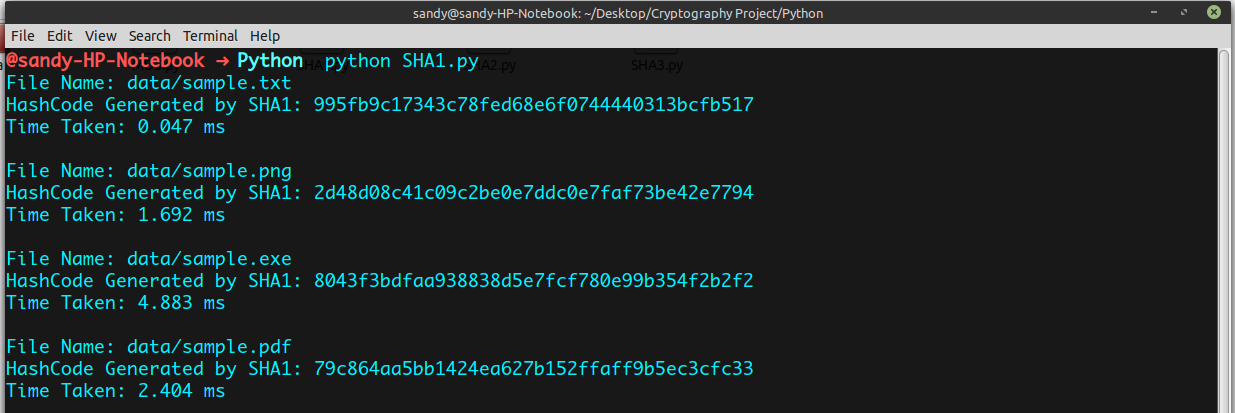 sandy@sandy-HP-Notebook: ~/Desktop/Cryptography Project/Python
File Edit View Search Terminal Help
@sandy-HP-Notebook ➜ Python python SHA1.py
SHA3.py
File Name: data/sample.txt
HashCode Generated by SHA1: 995fb9c17343c78fed68e6f0744440313bcfb517
Time Taken: 0.047 ms
File Name: data/sample.png
HashCode Generated by SHA1: 2d48d08c41c09c2be0e7ddc0e7faf73be42e7794
Time Taken: 1.692 ms
File Name: data/sample.exe
HashCode Generated by SHA1: 8043f3bdfaa938838d5e7fcf780e99b354f2b2f2
Time Taken: 4.883 ms
File Name: data/sample.pdf
HashCode Generated by SHA1: 79c864aa5bb1424ea627b152ffaff9b5ec3cfc33
Time Taken: 2.404 ms